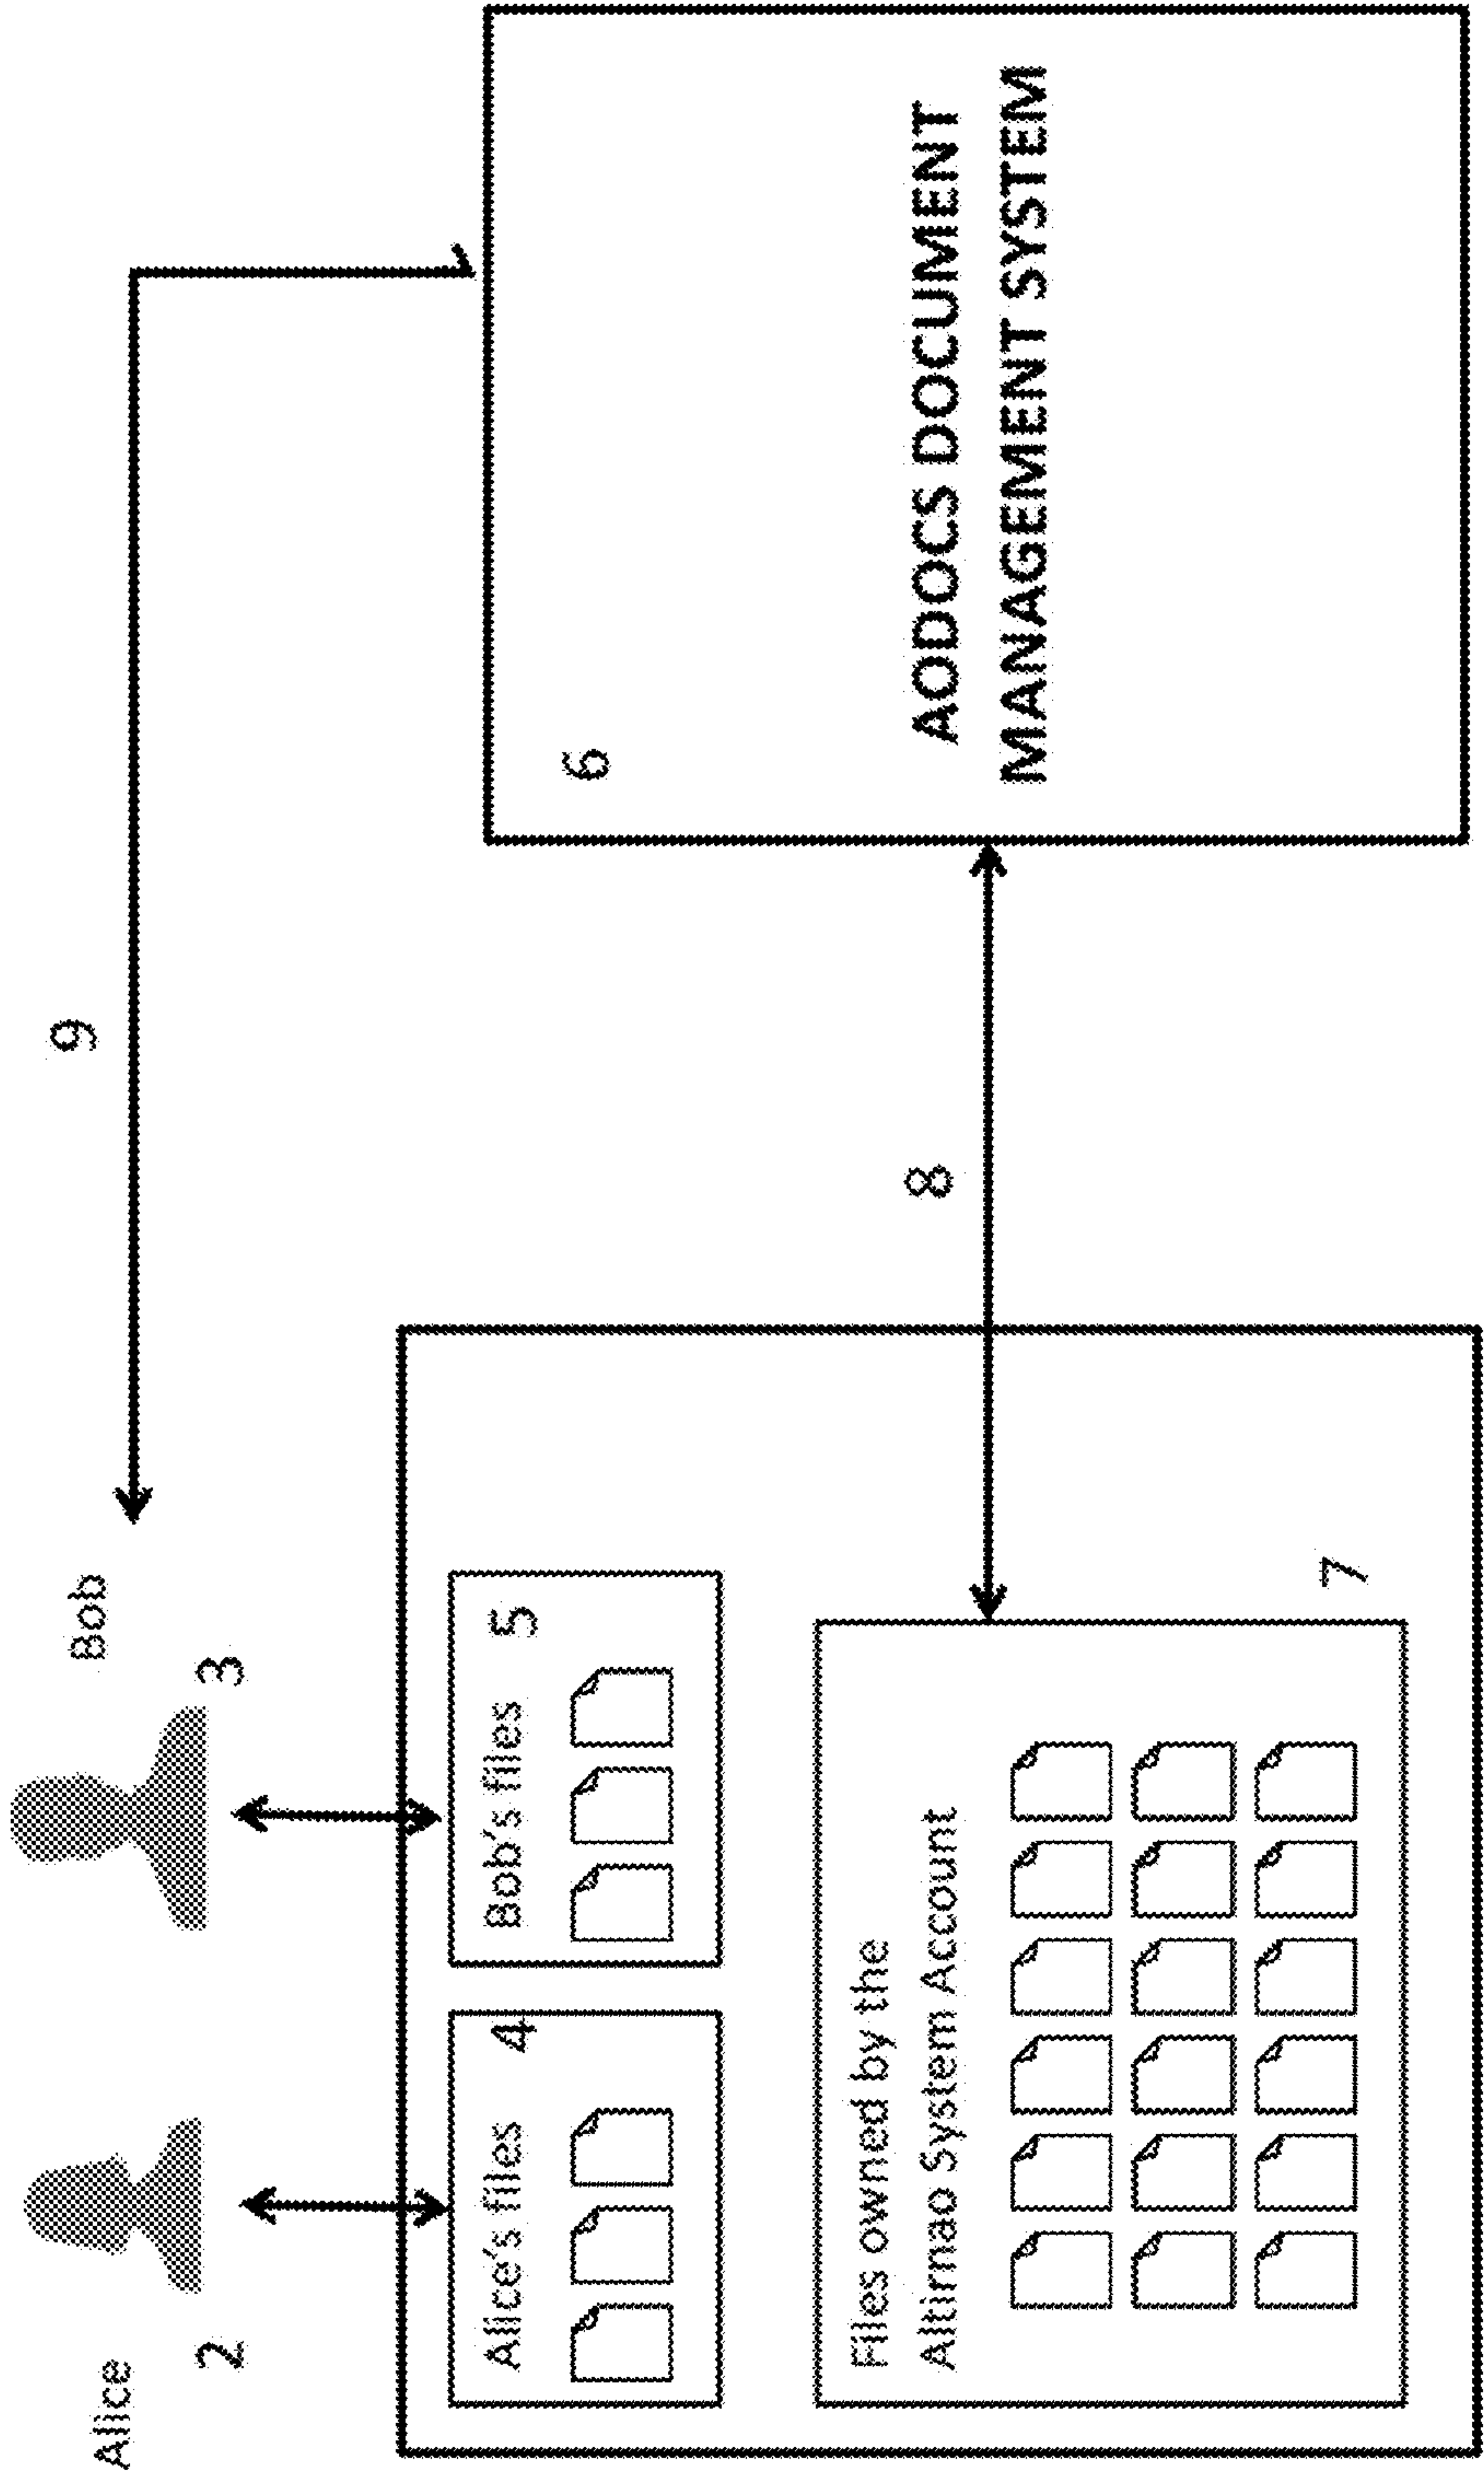 Alice
2
Bob
3
9
Alice's files
4
Bob's files
5
6
Files owned by the
Altirnao System Account
7
8
AODOCS DOCUMENT
MANAGEMENT SYSTEM